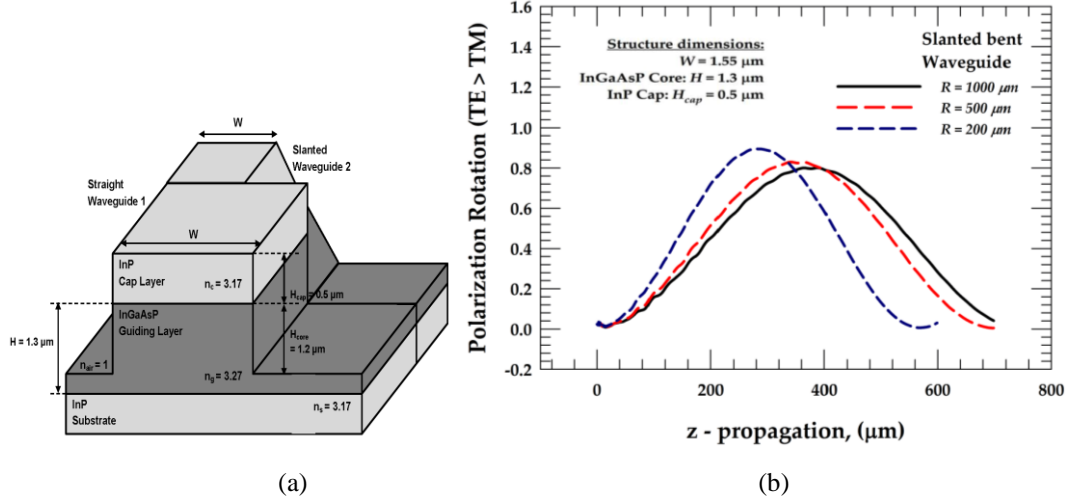 W
Slanted
Waveguide 2
Straight
Waveguide 1
W
InP
Cap Layer
n_c = 3.17
H_cap = 0.5 μm
InGaAsP
Guiding Layer
H = 1.3 μm
H_core
= 1.2 μm
n_air = 1
n_g = 3.27
InP
Substrate
n_s = 3.17
(a)
b)
Polarization Rotation (TE > TM)
1.6
1.4
1.2
1.0
0.8
0.6
0.4
0.2
0.0
-0.2
Structure dimensions:
W = 1.55 μm
InGaAsP Core: H = 1.3 μm
InP Cap: H_cap = 0.5 μm
Slanted bent
Waveguide
R = 1000 μm
R = 500 μm
R = 200 μm
0
200
400
600
800
z - propagation, (μm)
(b)